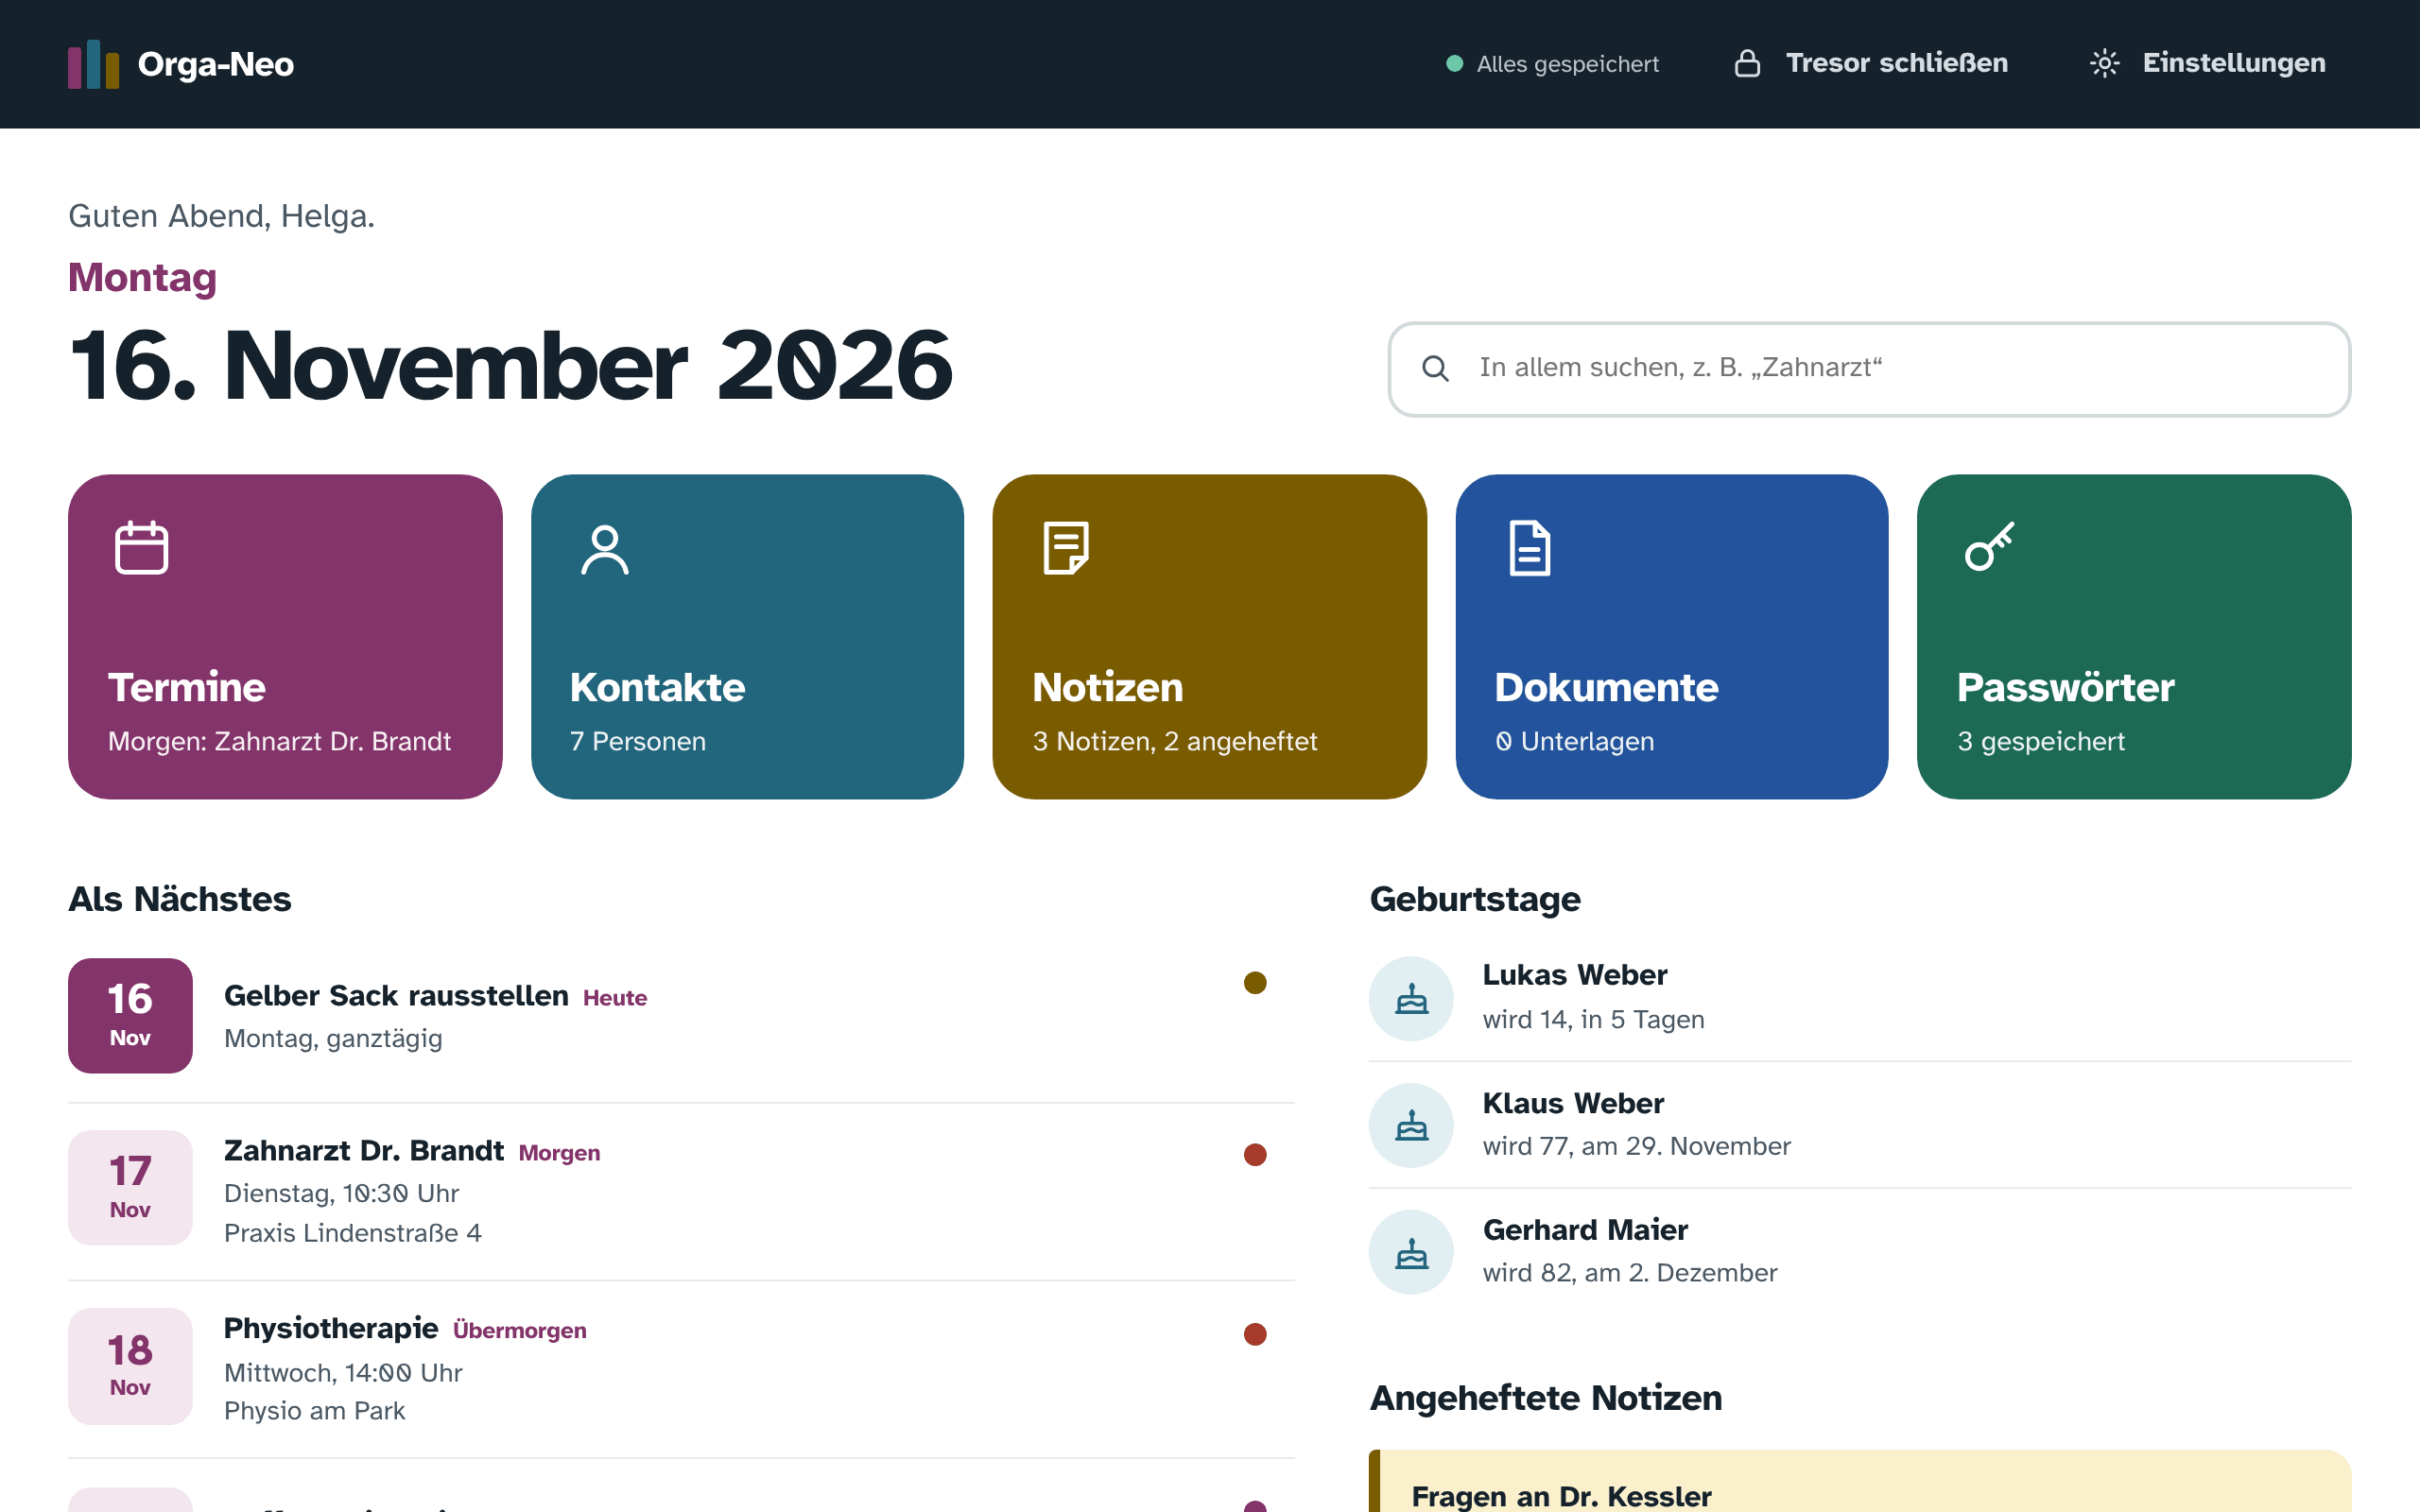 Orga-Neo
Alles gespeichert
Tresor schließen
Einstellungen
Guten Abend, Helga.
Montag
16. November 2026
In allem suchen, z. B. „Zahnarzt“
Termine
Morgen: Zahnarzt Dr. Brandt
Kontakte
7 Personen
Notizen
3 Notizen, 2 angeheftet
Dokumente
0 Unterlagen
Passwörter
3 gespeichert
Als Nächstes
16
Nov
Gelber Sack rausstellen Heute
Montag, ganztägig
17
Nov
Zahnarzt Dr. Brandt Morgen
Dienstag, 10:30 Uhr
Praxis Lindenstraße 4
18
Nov
Physiotherapie Übermorgen
Mittwoch, 14:00 Uhr
Physio am Park
Geburtstage
Lukas Weber
wird 14, in 5 Tagen
Klaus Weber
wird 77, am 29. November
Gerhard Maier
wird 82, am 2. Dezember
Angeheftete Notizen
Fragen an Dr. Kessler